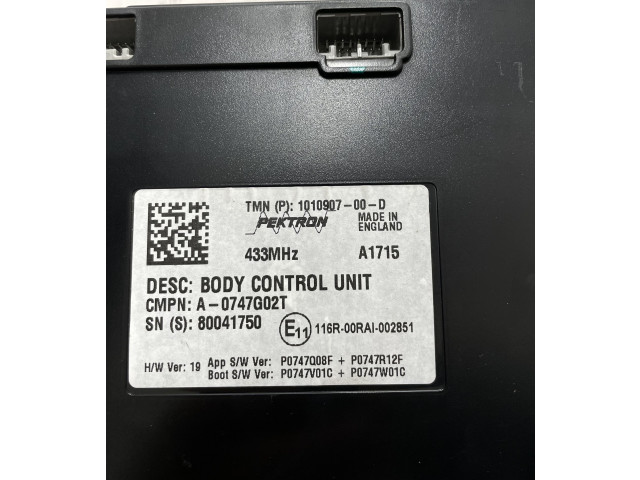 TMN (P): 1010907-00-D
PEKTRON
MADE IN
ENGLAND
433MHz
A1715
DESC: BODY CONTROL UNIT
CMPN: A-0747G02T
SN (S): 80041750
E11
116R-00RAI-002851
H/W Ver: 19
App S/W Ver: P0747Q08F + P0747R12F
Boot S/W Ver: P0747V01C + P0747W01C